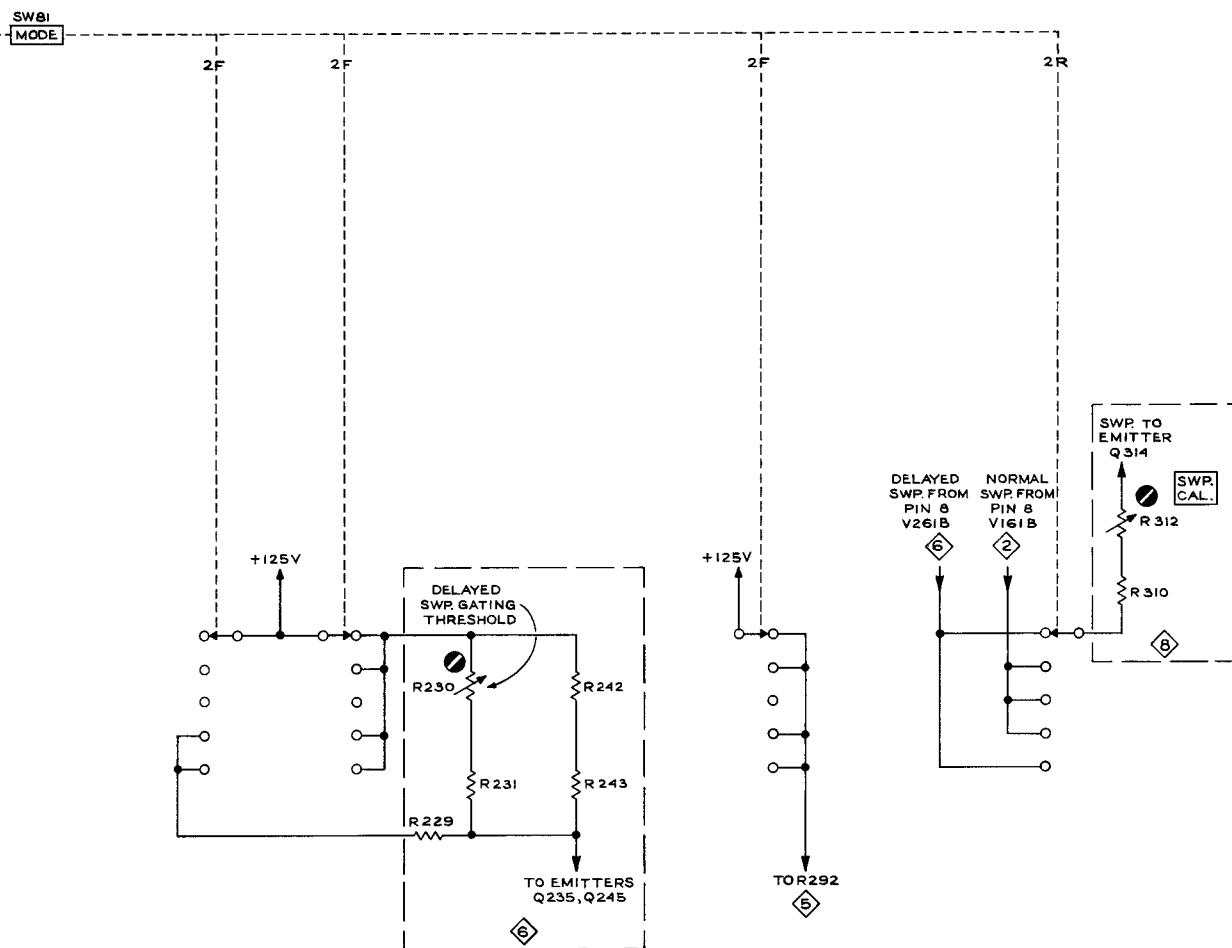 SW81
MODE
2F
2F
2F
2R
SWP. TO
EMITTER
Q314
SWP.
CAL.
R312
R310
8
DELAYED
SWP. FROM
PIN 8
V261B
6
NORMAL
SWP. FROM
PIN 8
V161B
2
+125V
DELAYED
SWP. GATING
THRESHOLD
R230
R242
R231
R243
R229
TO EMITTERS
Q235, Q245
6
+125V
TO R292
5